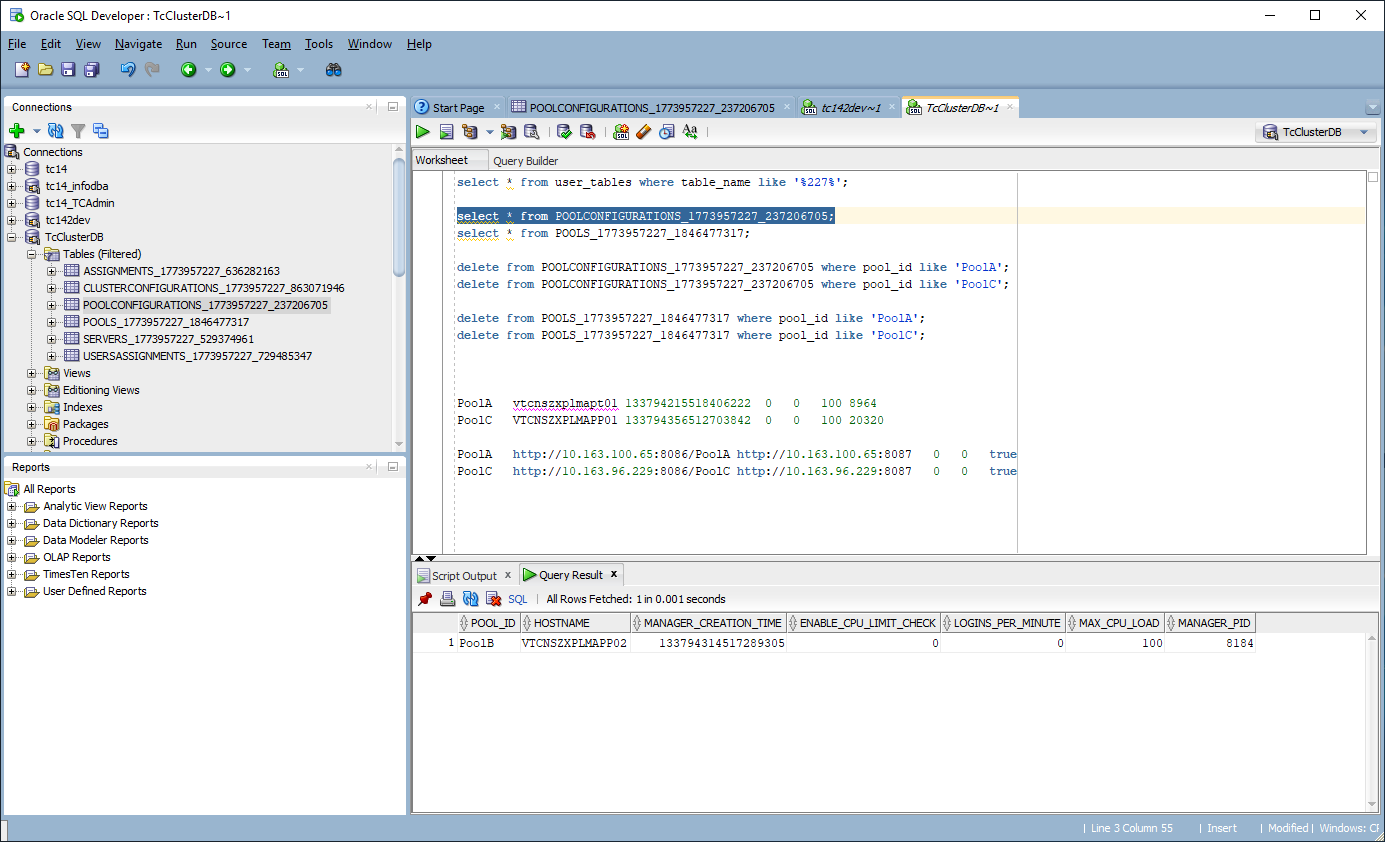 Oracle SQL Developer : TcClusterDB~1
File Edit View Navigate Run Source Team Tools Window Help
Connections
Connections
tc14
tc14_infodba
tc14_TCAdmin
tc142dev
TcClusterDB
Tables (Filtered)
ASSIGNMENTS_1773957227_636282163
CLUSTERCONFIGURATIONS_1773957227_863071946
POOLCONFIGURATIONS_1773957227_237206705
POOLS_1773957227_1846477317
SERVERS_1773957227_529374961
USERSASSIGNMENTS_1773957227_729485347
Views
Editioning Views
Indexes
Packages
Procedures
Reports
All Reports
Analytic View Reports
Data Dictionary Reports
Data Modeler Reports
OLAP Reports
TimesTen Reports
User Defined Reports
Start Page POOLCONFIGURATIONS_1773957227_237206705 tc142dev~1 TcClusterDB~1
TcClusterDB
Worksheet Query Builder
select * from user_tables where table_name like '%227%';
select * from POOLCONFIGURATIONS_1773957227_237206705;
select * from POOLS_1773957227_1846477317;
delete from POOLCONFIGURATIONS_1773957227_237206705 where pool_id like 'PoolA';
delete from POOLCONFIGURATIONS_1773957227_237206705 where pool_id like 'PoolC';
delete from POOLS_1773957227_1846477317 where pool_id like 'PoolA';
delete from POOLS_1773957227_1846477317 where pool_id like 'PoolC';
PoolA vtcnszxplmapt01 133794215518406222 0 0 100 8964
PoolC VTCNSZXPLMAPP01 133794356512703842 0 0 100 20320
PoolA http://10.163.100.65:8086/PoolA http://10.163.100.65:8087 0 0 true
PoolC http://10.163.96.229:8086/PoolC http://10.163.96.229:8087 0 0 true
Script Output x Query Result x
SQL | All Rows Fetched: 1 in 0.001 seconds
POOL_ID HOSTNAME MANAGER_CREATION_TIME ENABLE_CPU_LIMIT_CHECK LOGINS_PER_MINUTE MAX_CPU_LOAD MANAGER_PID
1 PoolB VTCNSZXPLMAPP02 133794314517289305 0 0 100 8184
| Line 3 Column 55 | Insert | Modified | Windows: CF